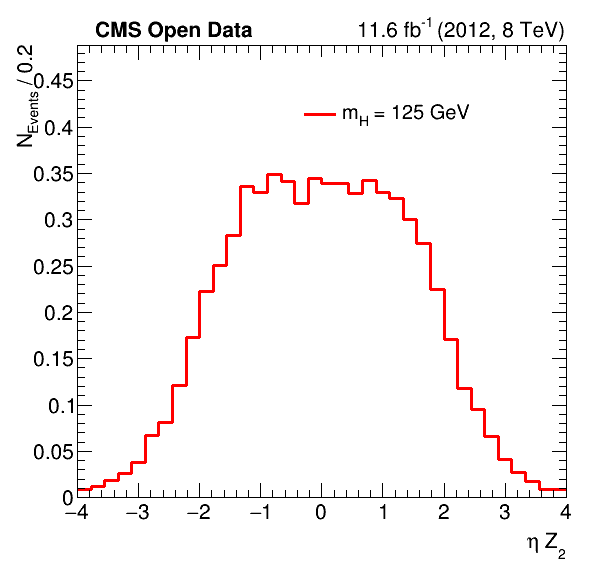 CMS Open Data 11.6 fb⁻¹ (2012, 8 TeV)
N_Events / 0.2
m_H = 125 GeV
0.45
0.4
0.35
0.3
0.25
0.2
0.15
0.1
0.05
0
−4 −3 −2 −1 0 1 2 3 4
η Z₂